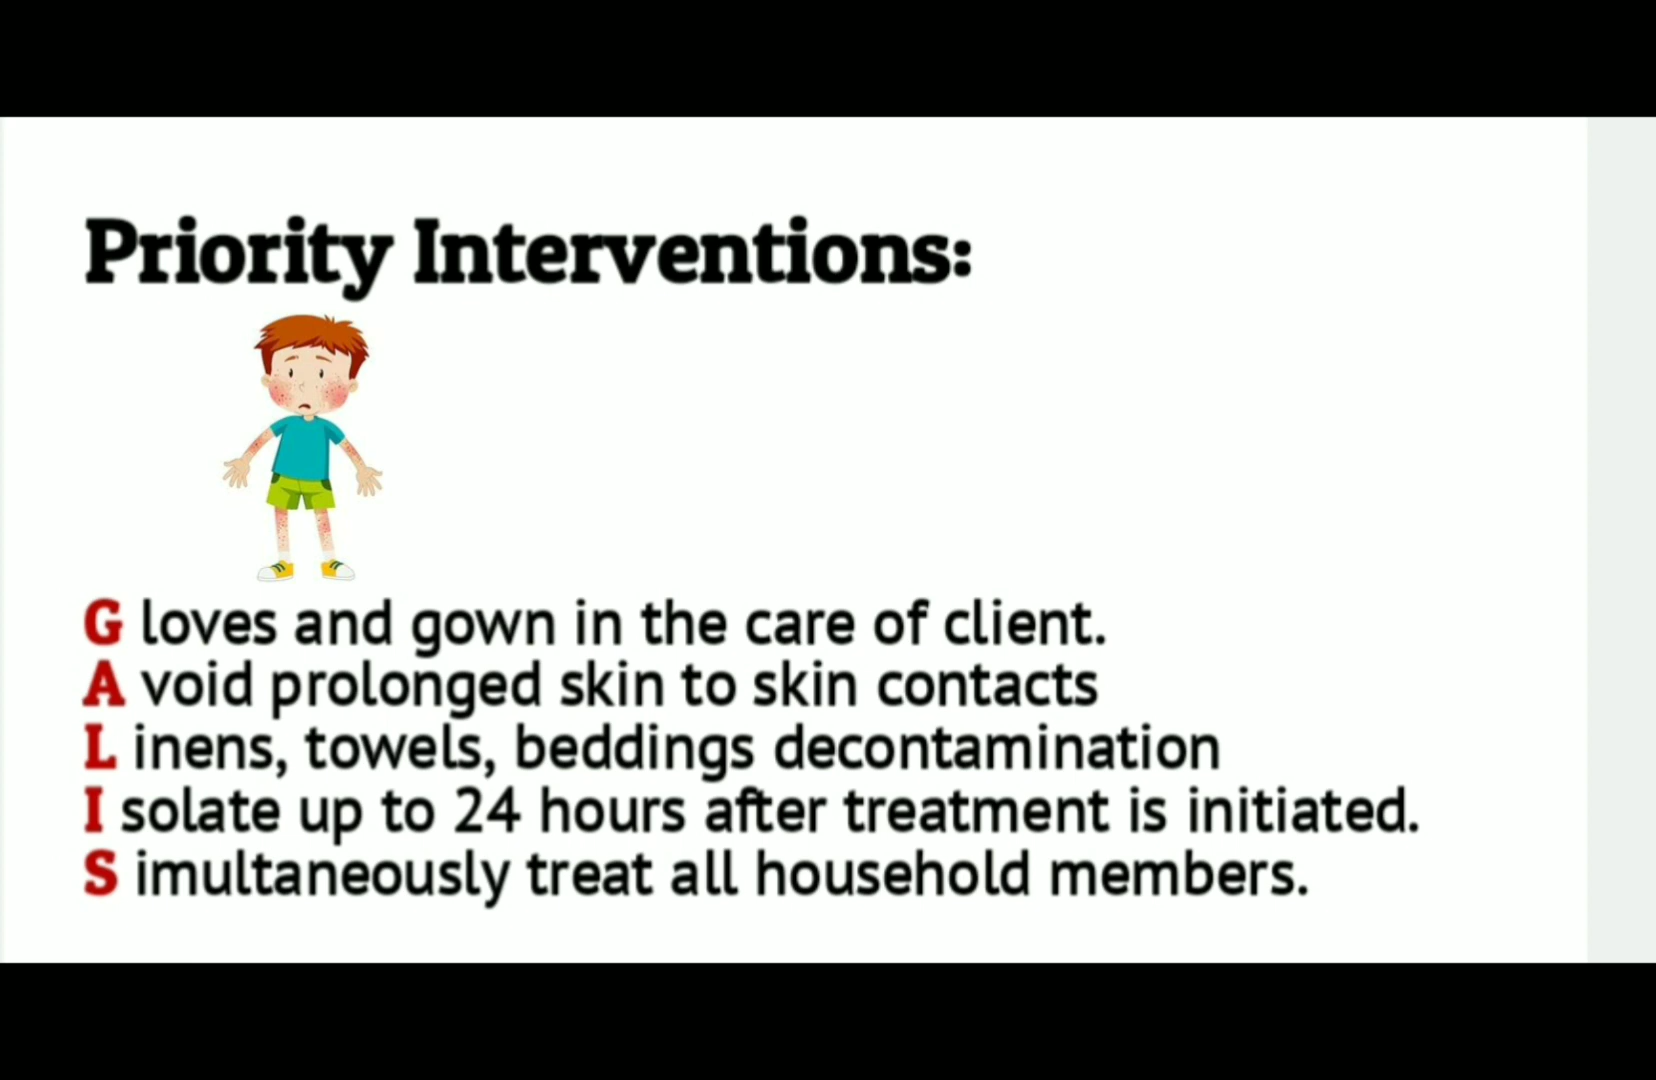 Priority Interventions:
G loves and gown in the care of client.
A void prolonged skin to skin contacts
L inens, towels, beddings decontamination
I solate up to 24 hours after treatment is initiated.
S imultaneously treat all household members.